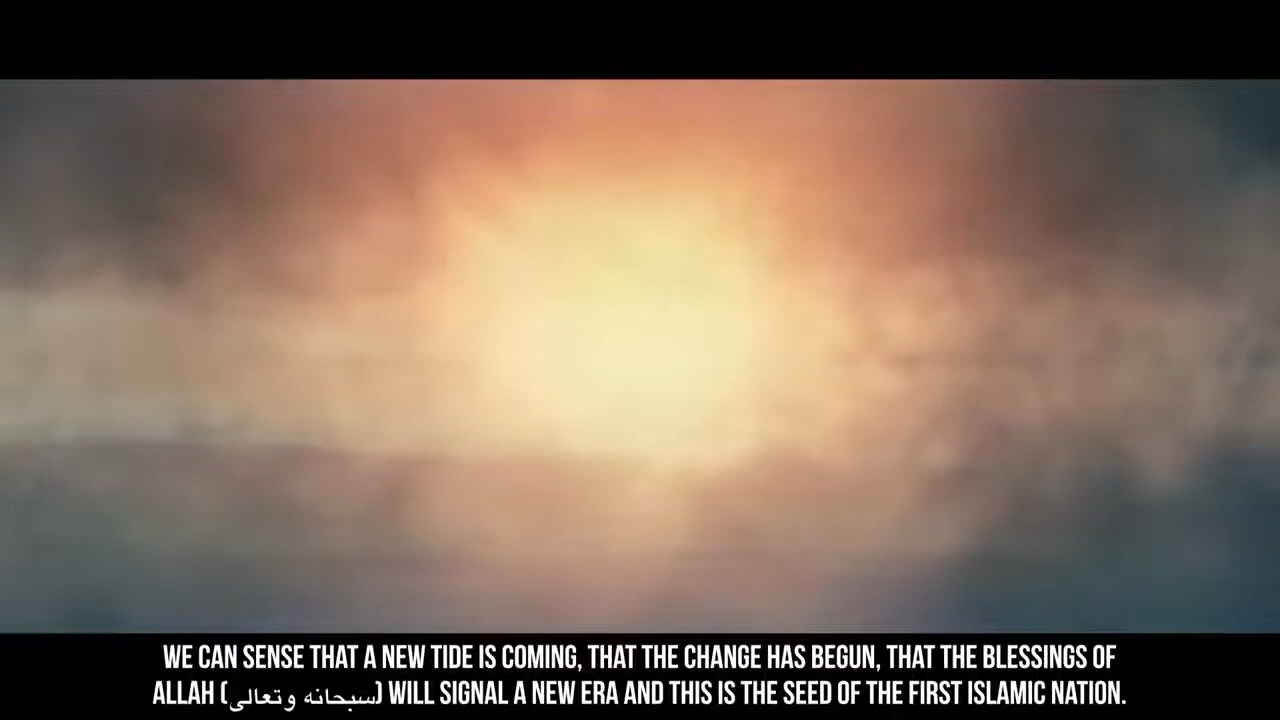 WE CAN SENSE THAT A NEW TIDE IS COMING, THAT THE CHANGE HAS BEGUN, THAT THE BLESSINGS OF
ALLAH (سبحانه وتعالى) WILL SIGNAL A NEW ERA AND THIS IS THE SEED OF THE FIRST ISLAMIC NATION.